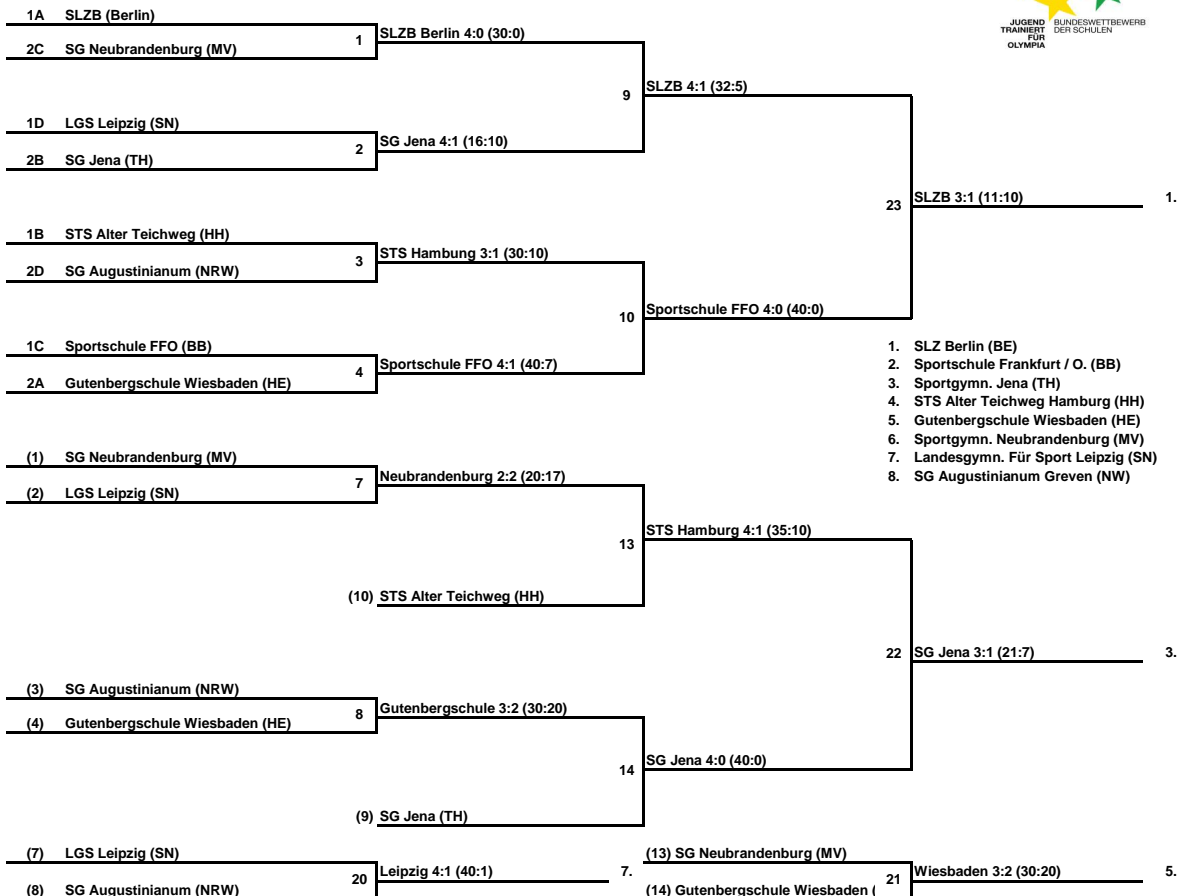 1A SLZB (Berlin)
JUGEND TRAINIERT FÜR OLYMPIA
BUNDESWETTBEWERB DER SCHULEN
1 SLZB Berlin 4:0 (30:0)
2C SG Neubrandenburg (MV)
9 SLZB 4:1 (32:5)
1D LGS Leipzig (SN)
2 SG Jena 4:1 (16:10)
2B SG Jena (TH)
23 SLZB 3:1 (11:10) 1.
1B STS Alter Teichweg (HH)
3 STS Hambung 3:1 (30:10)
2D SG Augustinianum (NRW)
10 Sportschule FFO 4:0 (40:0)
1C Sportschule FFO (BB)
4 Sportschule FFO 4:1 (40:7)
2A Gutenbergschule Wiesbaden (HE)
1. SLZ Berlin (BE)
2. Sportschule Frankfurt / O. (BB)
3. Sportgymn. Jena (TH)
4. STS Alter Teichweg Hamburg (HH)
5. Gutenbergschule Wiesbaden (HE)
6. Sportgymn. Neubrandenburg (MV)
7. Landesgymn. Für Sport Leipzig (SN)
8. SG Augustinianum Greven (NW)
(1) SG Neubrandenburg (MV)
7 Neubrandenburg 2:2 (20:17)
(2) LGS Leipzig (SN)
13 STS Hamburg 4:1 (35:10)
(10) STS Alter Teichweg (HH)
22 SG Jena 3:1 (21:7) 3.
(3) SG Augustinianum (NRW)
8 Gutenbergschule 3:2 (30:20)
(4) Gutenbergschule Wiesbaden (HE)
14 SG Jena 4:0 (40:0)
(9) SG Jena (TH)
(7) LGS Leipzig (SN)
20 Leipzig 4:1 (40:1) 7.
(8) SG Augustinianum (NRW)
(13) SG Neubrandenburg (MV)
21 Wiesbaden 3:2 (30:20) 5.
(14) Gutenbergschule Wiesbaden (